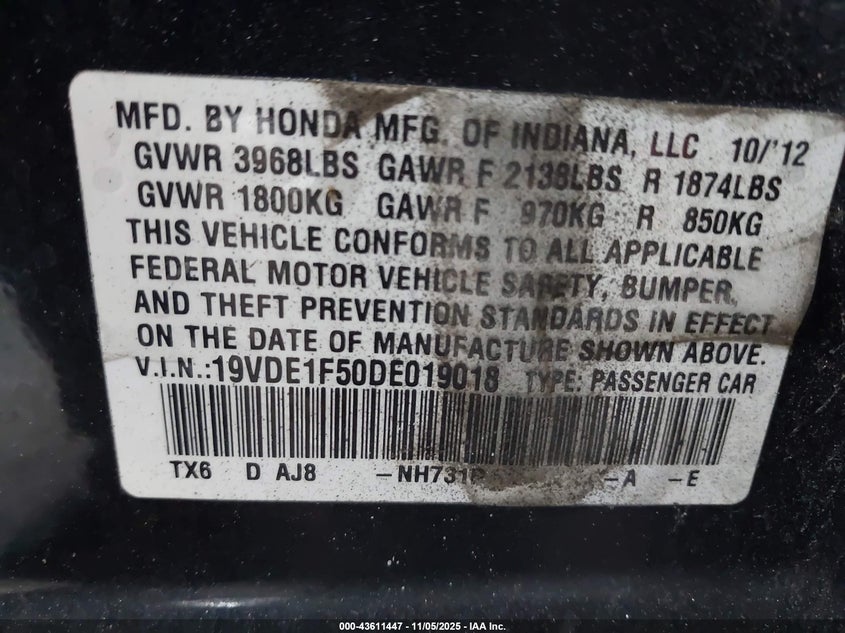 MFD. BY HONDA MFG. OF INDIANA, LLC 10/'12
GVWR 3968LBS GAWR F 2138LBS R 1874LBS
GVWR 1800KG GAWR F 970KG R 850KG
THIS VEHICLE CONFORMS TO ALL APPLICABLE
FEDERAL MOTOR VEHICLE SAFETY, BUMPER,
AND THEFT PREVENTION STANDARDS IN EFFECT
ON THE DATE OF MANUFACTURE SHOWN ABOVE.
V.I.N.:19VDE1F50DE019018 TYPE: PASSENGER CAR
TX6 D AJ8 -NH731P -A -E
000-43611447 - 11/05/2025 - IAA Inc.